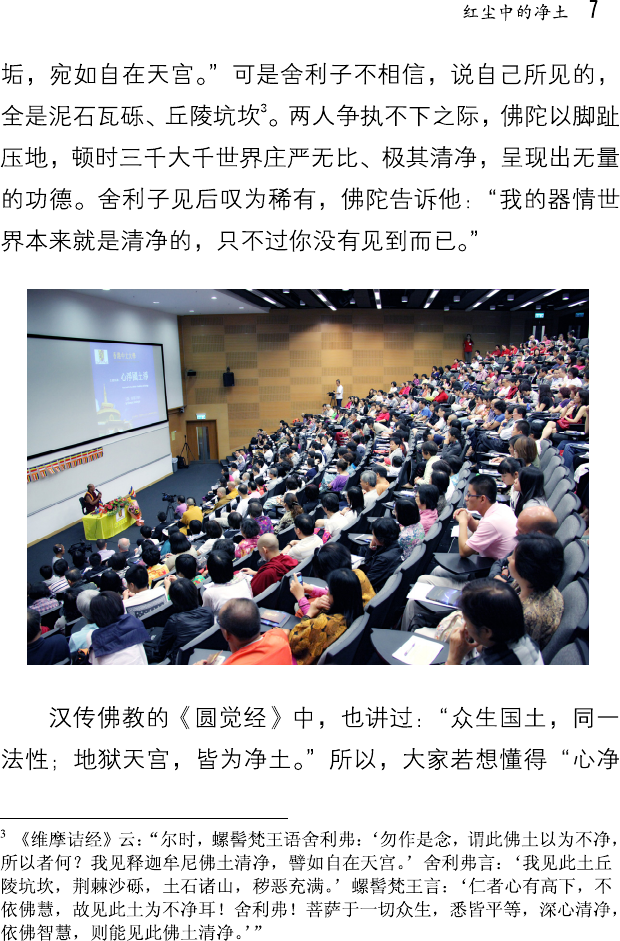 红尘中的净土 7
垢，宛如自在天宫。”可是舍利子不相信，说自己所见的，
全是泥石瓦砾、丘陵坑坎3。两人争执不下之际，佛陀以脚趾
压地，顿时三千大千世界庄严无比、极其清净，呈现出无量
的功德。舍利子见后叹为稀有，佛陀告诉他：“我的器情世
界本来就是清净的，只不过你没有见到而已。”
心净国土净
汉传佛教的《圆觉经》中，也讲过：“众生国土，同一
法性；地狱天宫，皆为净土。”所以，大家若想懂得“心净
3 《维摩诘经》云：“尔时，螺髻梵王语舍利弗：‘勿作是念，谓此佛土以为不净，
所以者何？我见释迦牟尼佛土清净，譬如自在天宫。’舍利弗言：‘我见此土丘
陵坑坎，荆棘沙砾，土石诸山，秽恶充满。’螺髻梵王言：‘仁者心有高下，不
依佛慧，故见此土为不净耳！舍利弗！菩萨于一切众生，悉皆平等，深心清净，
依佛智慧，则能见此佛土清净。’”